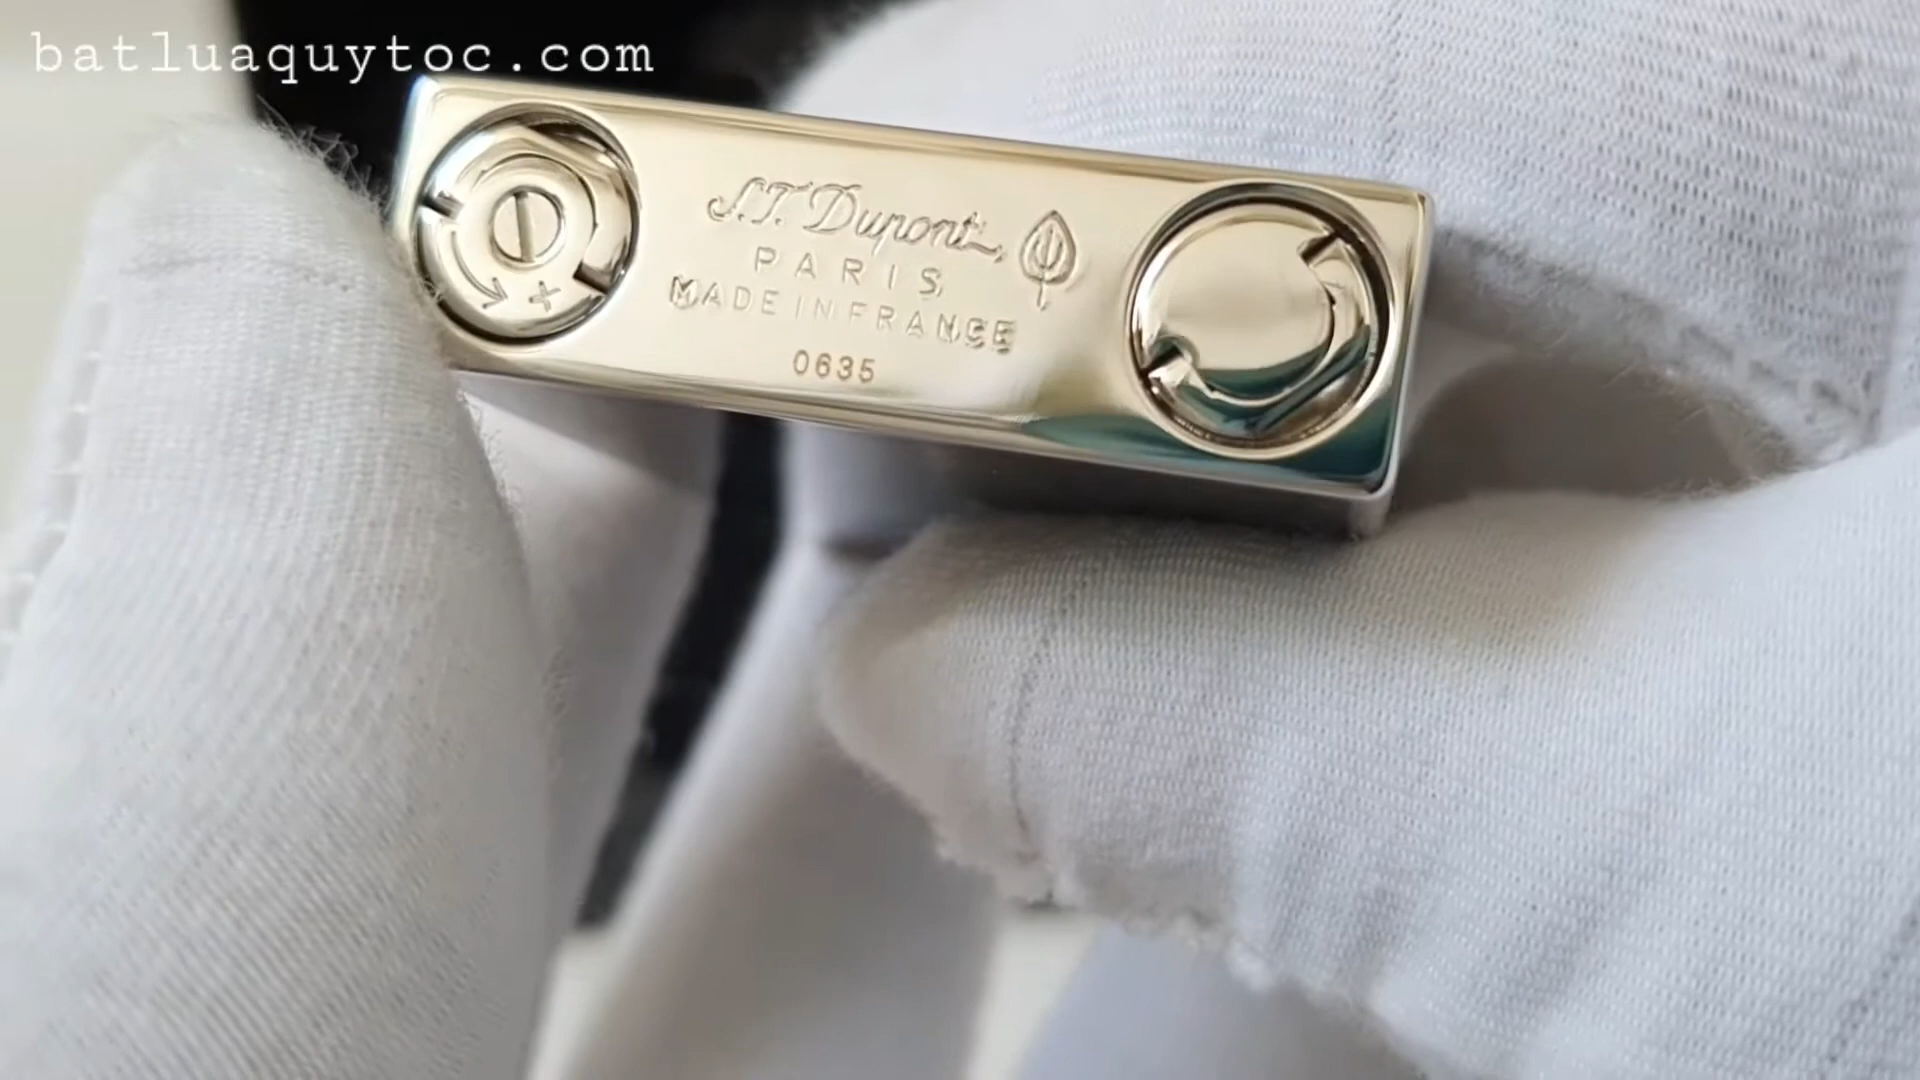 batluaquytoc.com
S.T. Dupont
PARIS
MADE IN FRANCE
0635
+